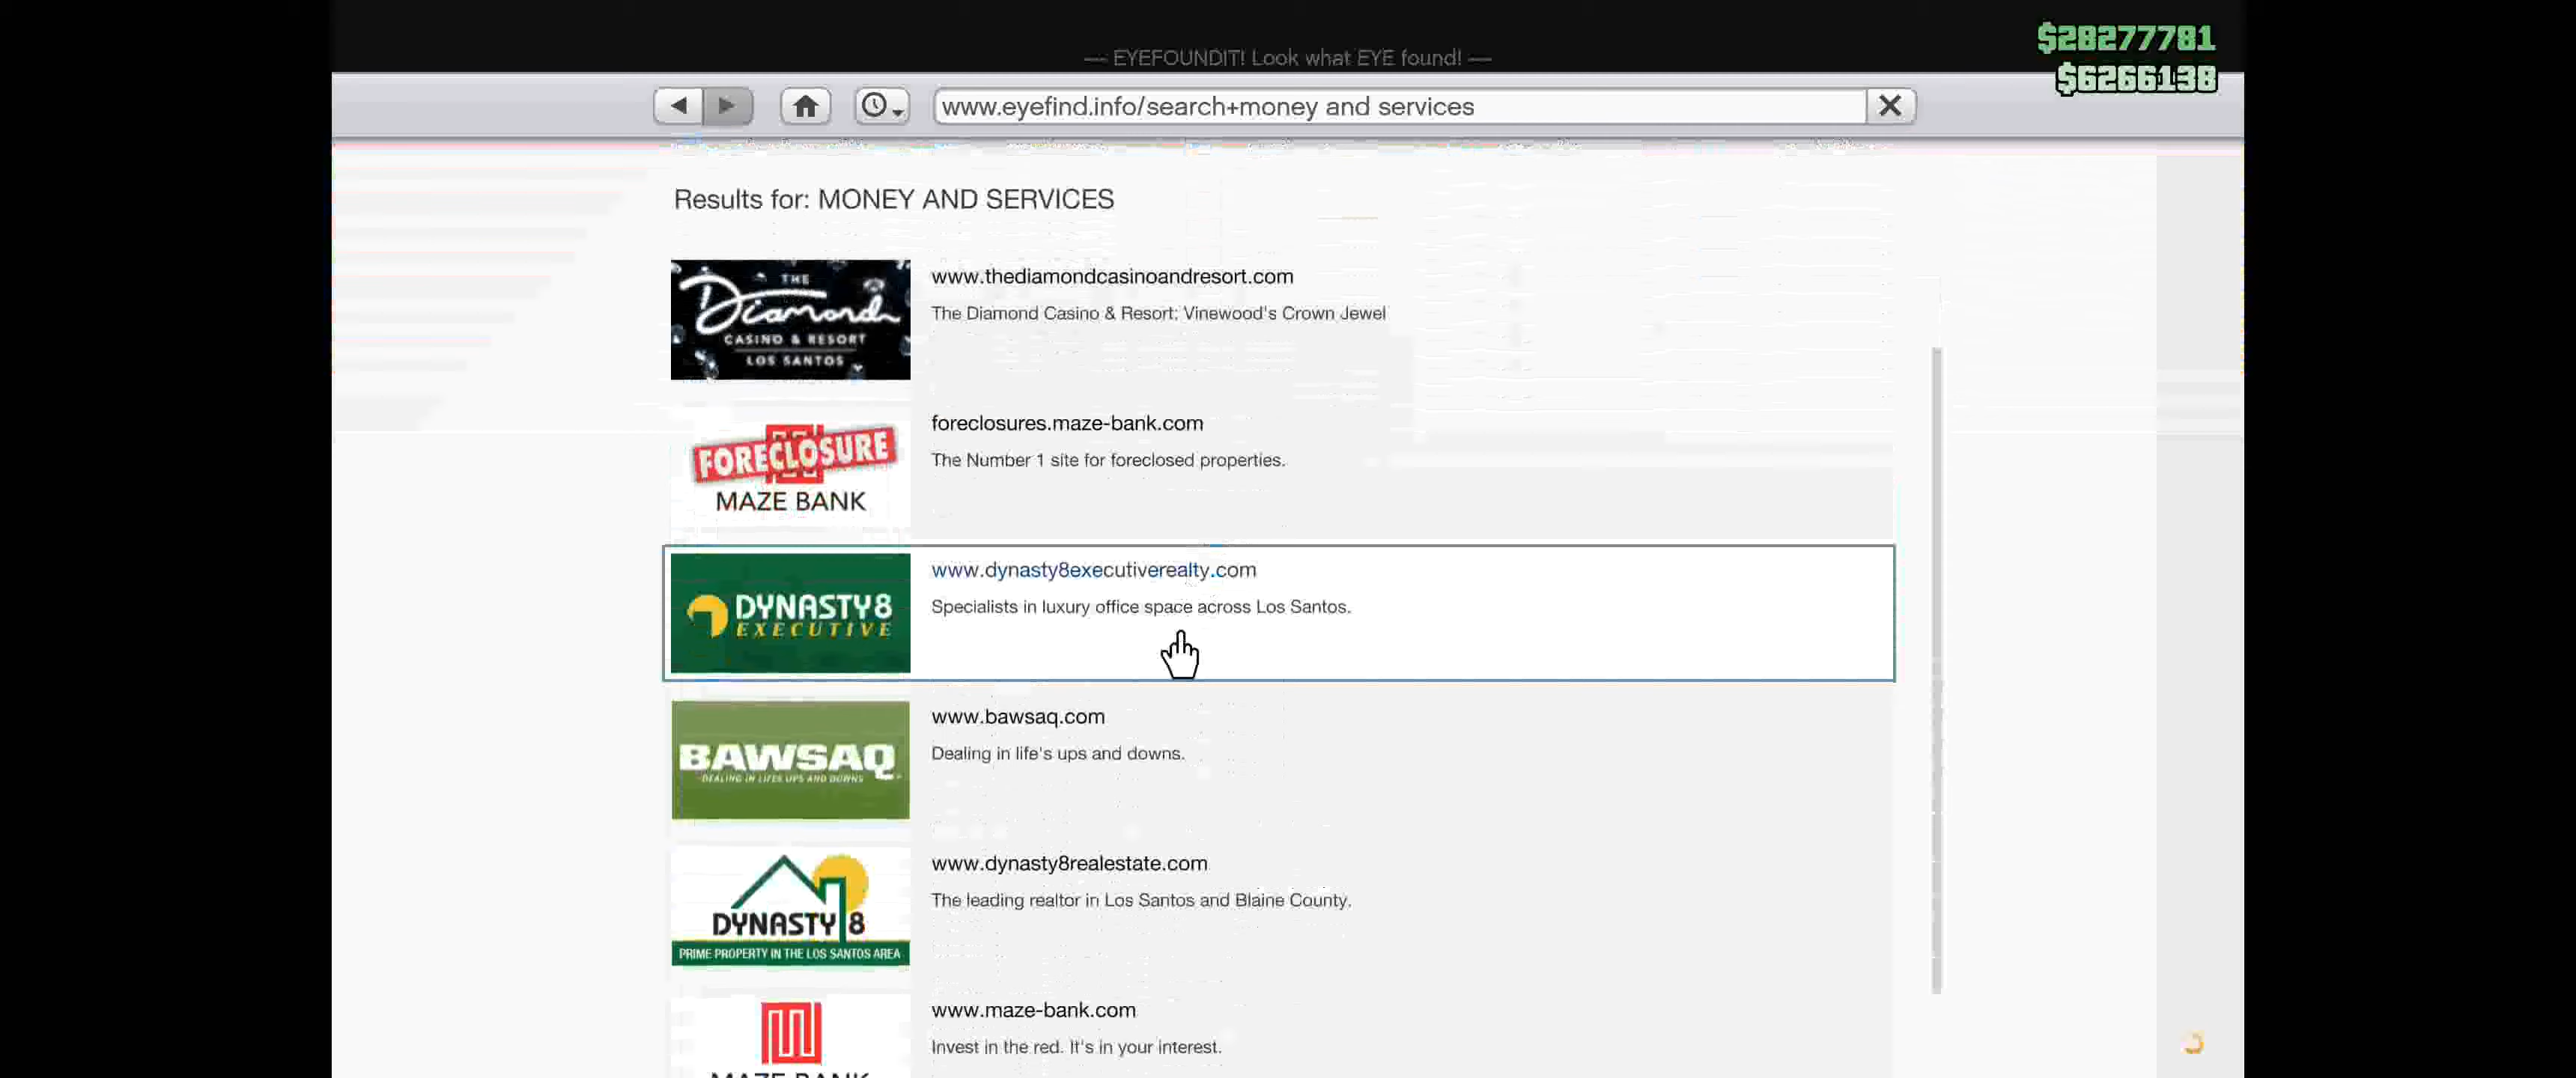 — EYEFOUNDIT! Look what EYE found! —
$28277781
$6266138
www.eyefind.info/search+money and services
Results for: MONEY AND SERVICES
THE
Diamond
CASINO & RESORT
LOS SANTOS
www.thediamondcasinoandresort.com
The Diamond Casino & Resort: Vinewood's Crown Jewel
FORECLOSURE
MAZE BANK
foreclosures.maze-bank.com
The Number 1 site for foreclosed properties.
DYNASTY8
EXECUTIVE
www.dynasty8executiverealty.com
Specialists in luxury office space across Los Santos.
BAWSAQ
DEALING IN LIFES UPS AND DOWNS
www.bawsaq.com
Dealing in life's ups and downs.
DYNASTY 8
PRIME PROPERTY IN THE LOS SANTOS AREA
www.dynasty8realestate.com
The leading realtor in Los Santos and Blaine County.
MAZE BANK
www.maze-bank.com
Invest in the red. It's in your interest.